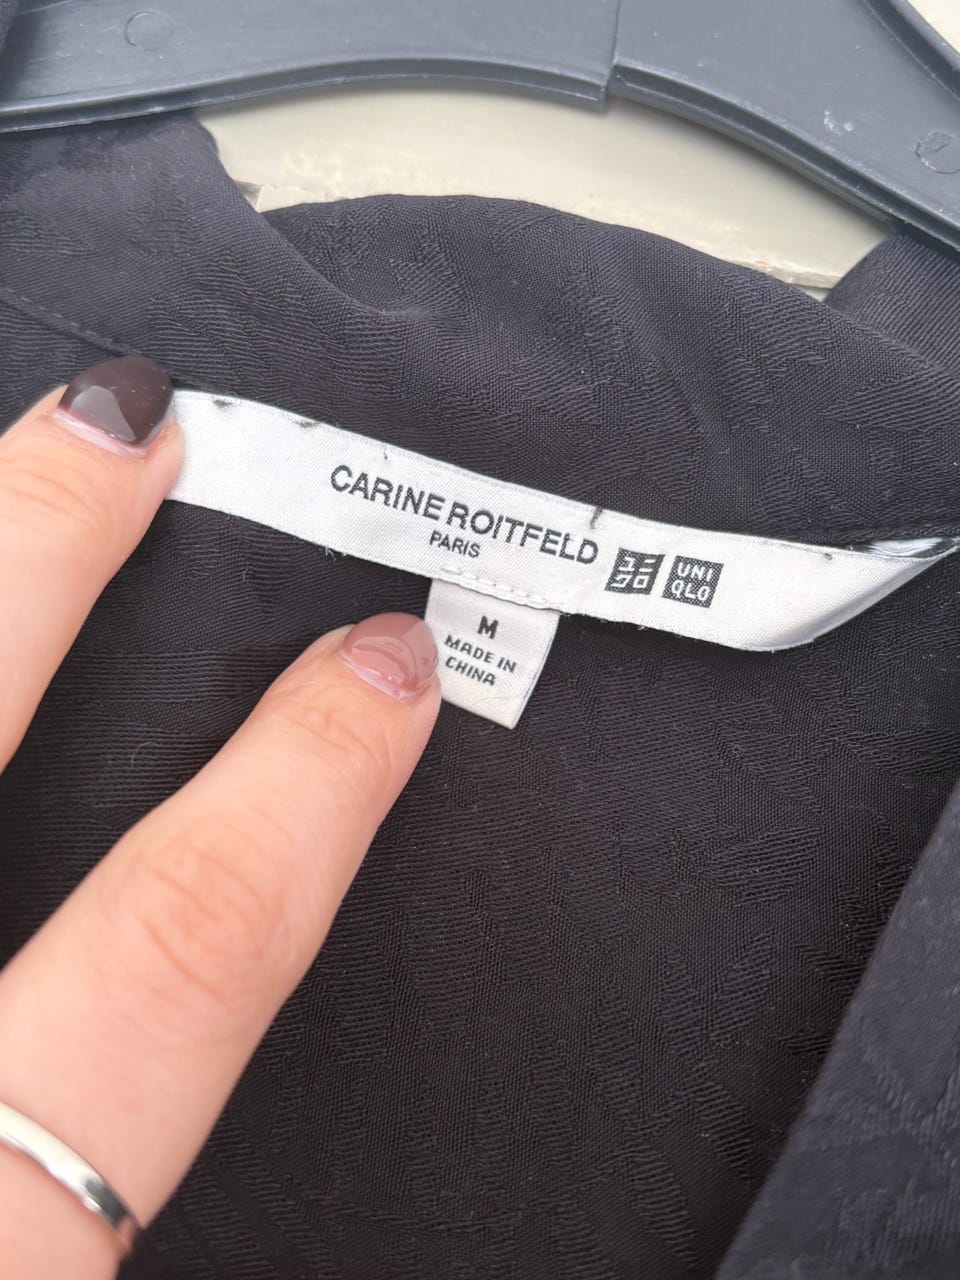 CARINE ROITFELD
PARIS
ユニ
クロ
UNI
QLO
M
MADE IN
CHINA